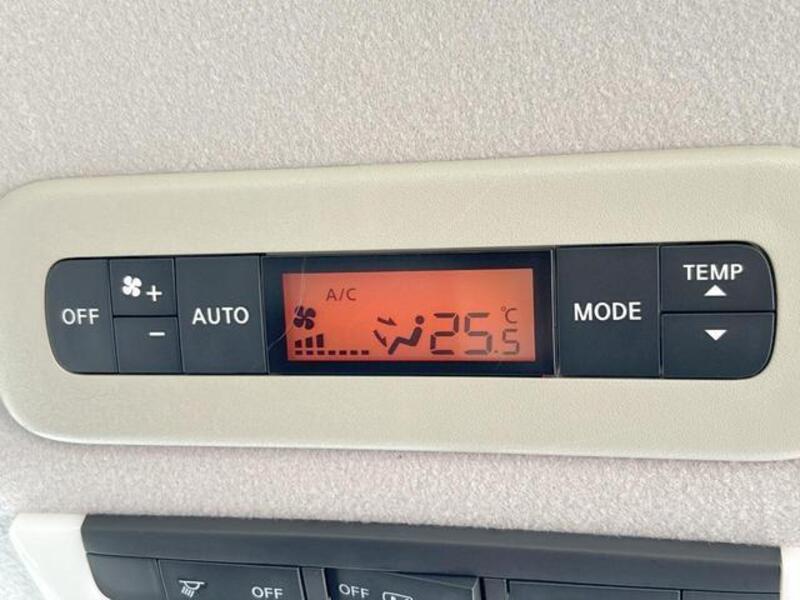 OFF
+
-
AUTO
A/C
25.5
°C
MODE
TEMP
OFF
OFF